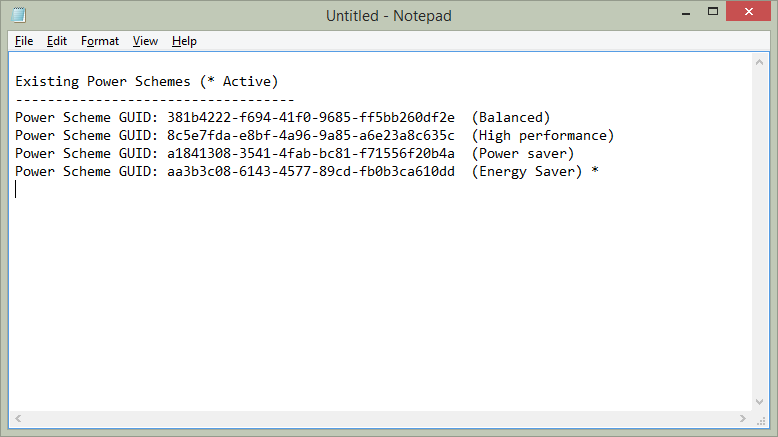 Untitled - Notepad
File Edit Format View Help
Existing Power Schemes (* Active)
-----------------------------------
Power Scheme GUID: 381b4222-f694-41f0-9685-ff5bb260df2e  (Balanced)
Power Scheme GUID: 8c5e7fda-e8bf-4a96-9a85-a6e23a8c635c  (High performance)
Power Scheme GUID: a1841308-3541-4fab-bc81-f71556f20b4a  (Power saver)
Power Scheme GUID: aa3b3c08-6143-4577-89cd-fb0b3ca610dd  (Energy Saver) *